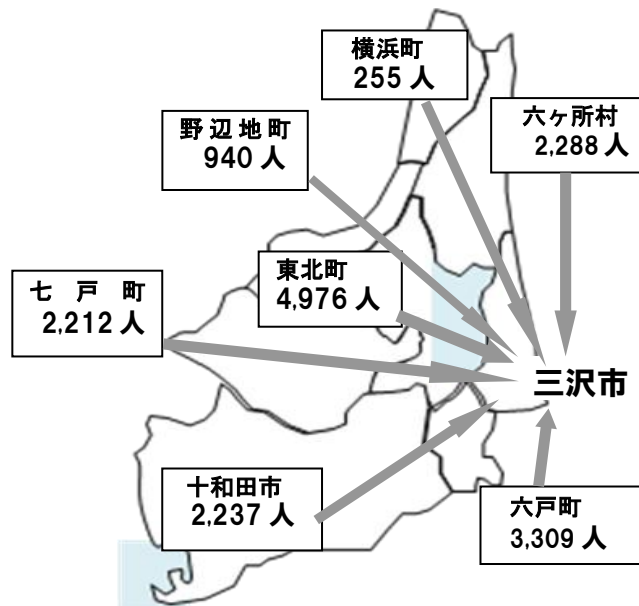 横浜町
255 人
六ヶ所村
2,288 人
野辺地町
940 人
東北町
4,976 人
七 戸 町
2,212 人
三沢市
十和田市
2,237 人
六戸町
3,309 人